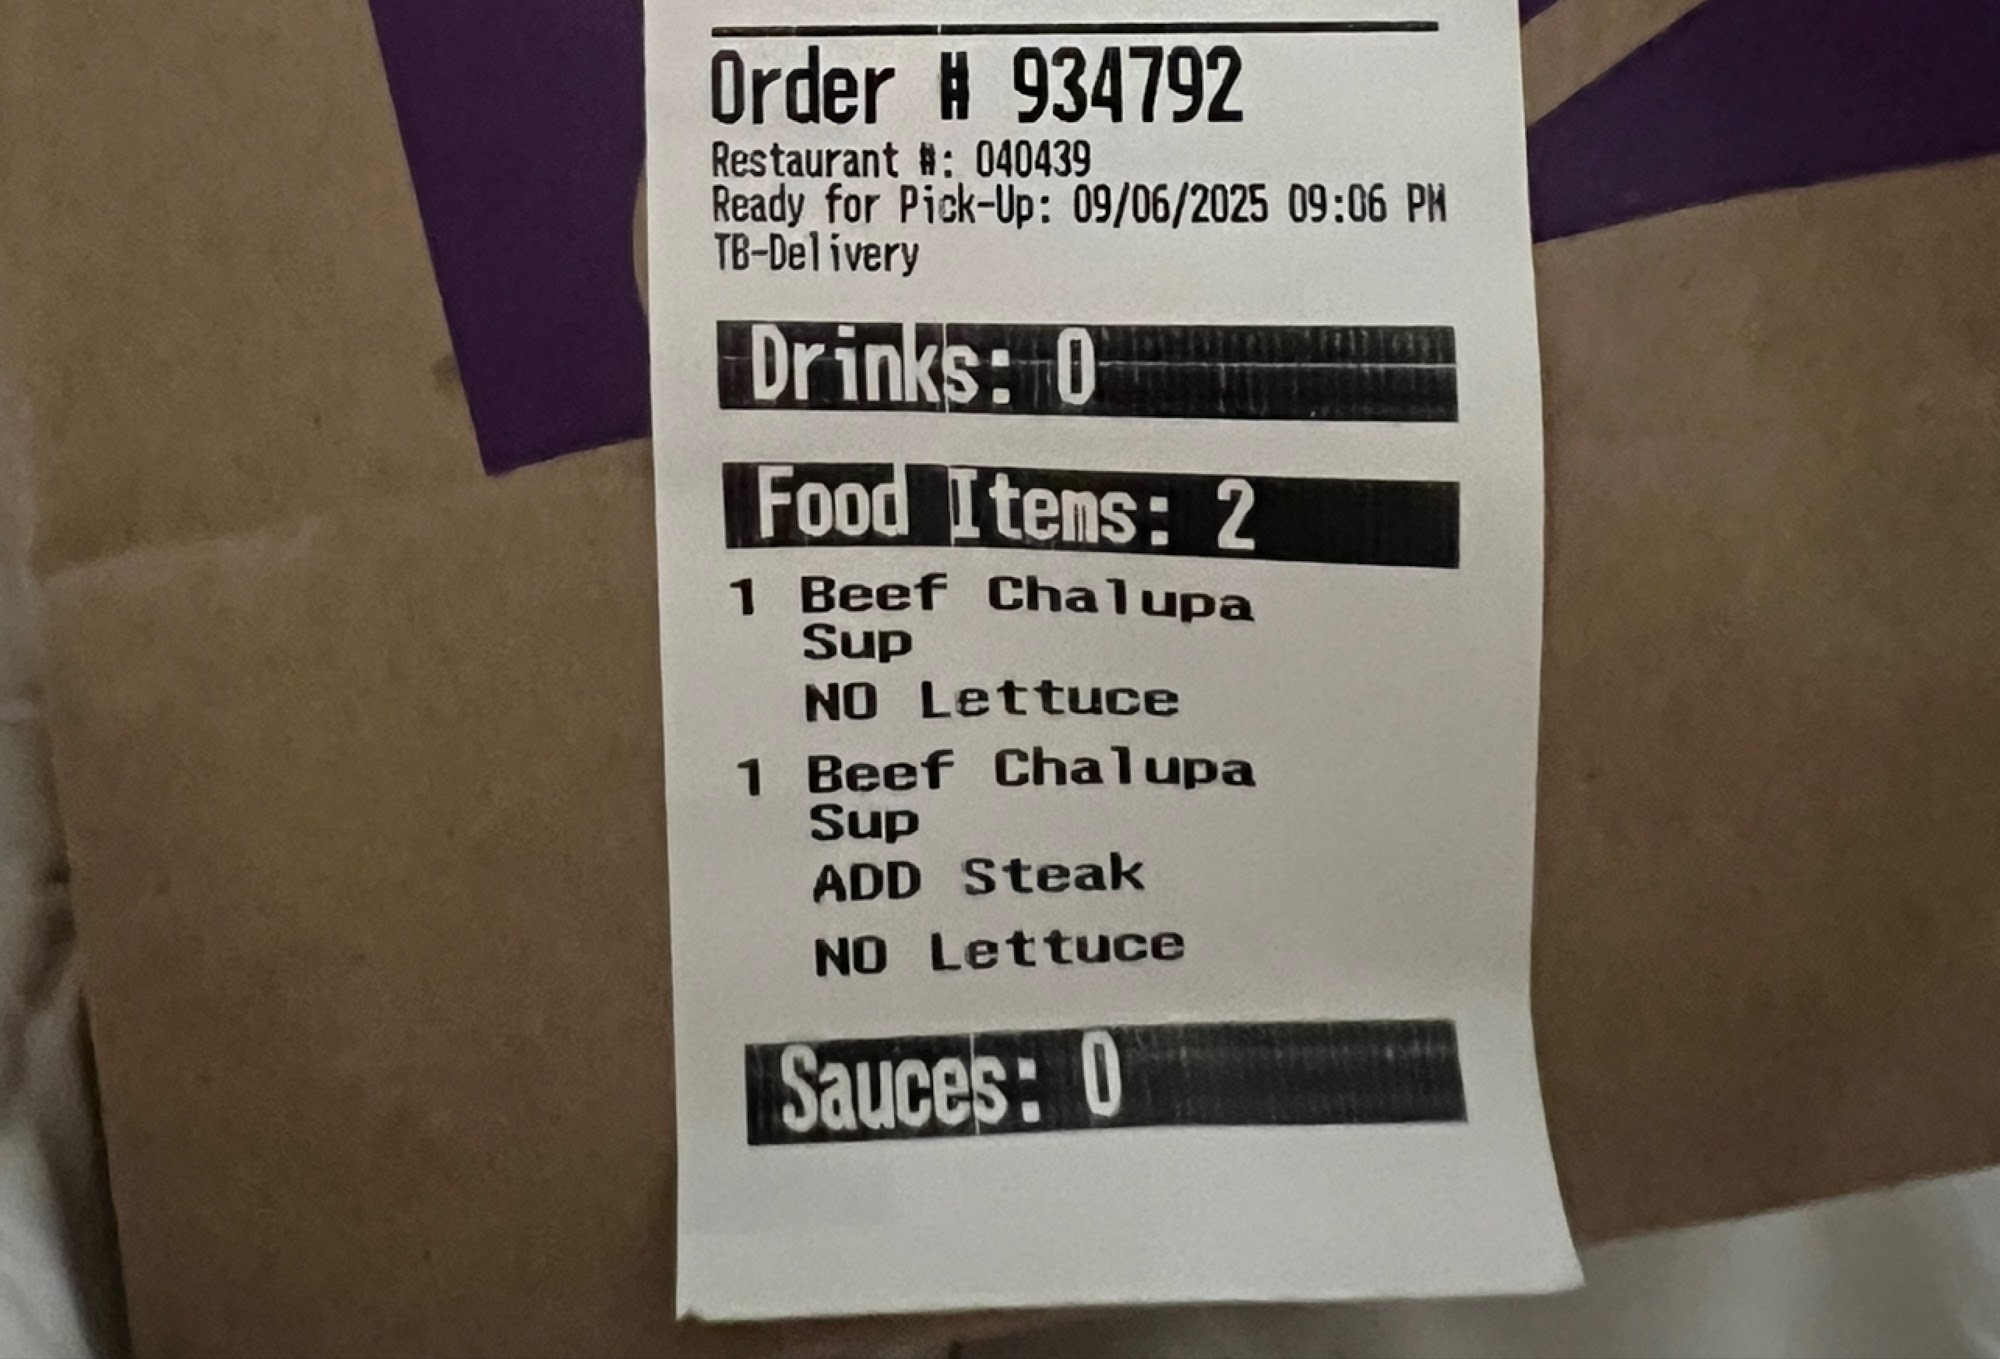 Order # 934792
Restaurant #: 040439
Ready for Pick-Up: 09/06/2025 09:06 PM
TB-Delivery
Drinks: 0
Food Items: 2
1 Beef Chalupa
Sup
NO Lettuce
1 Beef Chalupa
Sup
ADD Steak
NO Lettuce
Sauces: 0